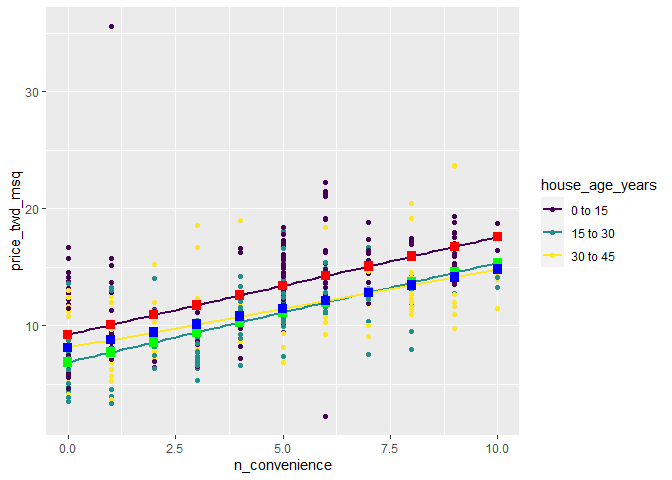 30
20
10
price_twd_msq
0.0
2.5
5.0
7.5
10.0
n_convenience
house_age_years
0 to 15
15 to 30
30 to 45